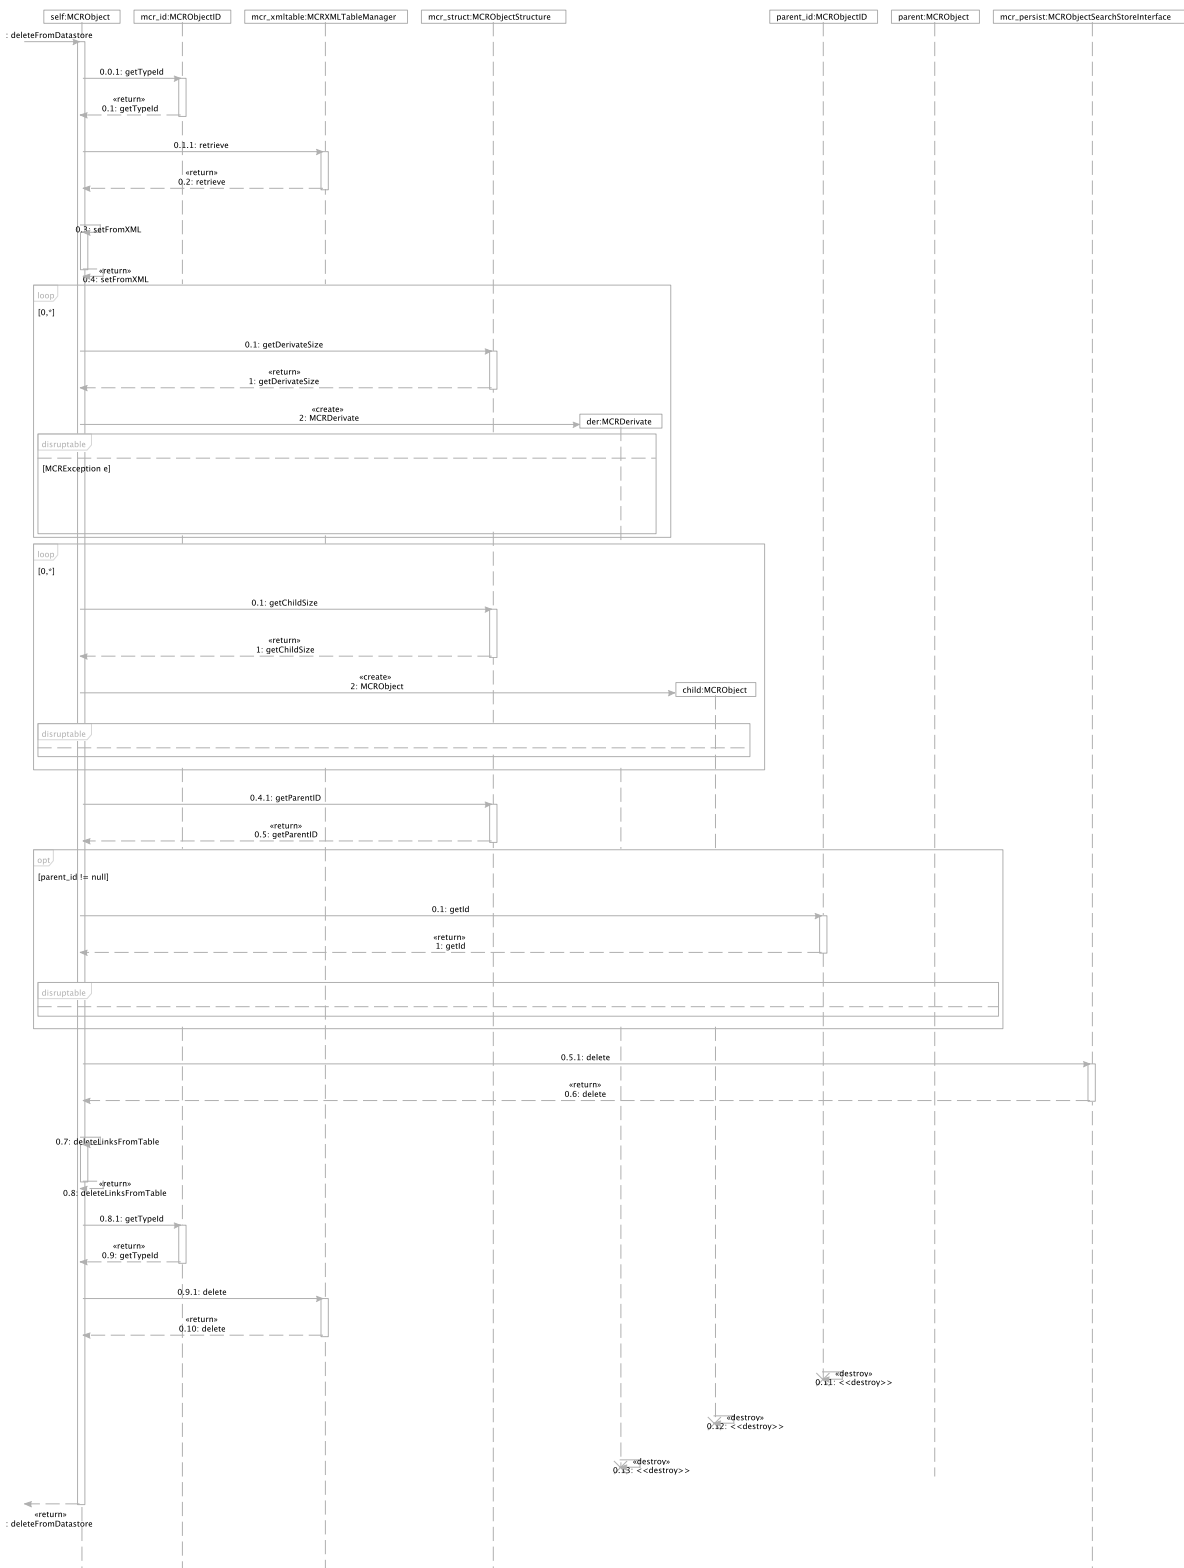 self:MCRObject
mcr_id:MCRObjectID
mcr_xmltable:MCRXMLTableManager
mcr_struct:MCRObjectStructure
parent_id:MCRObjectID
parent:MCRObject
mcr_persist:MCRObjectSearchStoreInterface
: deleteFromDatastore
0.0.1: getTypeId
«return»
0.1: getTypeId
0.1.1: retrieve
«return»
0.2: retrieve
0.3: setFromXML
«return»
0.4: setFromXML
loop
[0,*]
0.1: getDerivateSize
«return»
1: getDerivateSize
«create»
2: MCRDerivate
der:MCRDerivate
disruptable
[MCRException e]
loop
[0,*]
0.1: getChildSize
«return»
1: getChildSize
«create»
2: MCRObject
child:MCRObject
disruptable
0.4.1: getParentID
«return»
0.5: getParentID
opt
[parent_id != null]
0.1: getId
«return»
1: getId
disruptable
0.5.1: delete
«return»
0.6: delete
0.7: deleteLinksFromTable
«return»
0.8: deleteLinksFromTable
0.8.1: getTypeId
«return»
0.9: getTypeId
0.9.1: delete
«return»
0.10: delete
«destroy»
0.11: <<destroy>>
«destroy»
0.12: <<destroy>>
«destroy»
0.13: <<destroy>>
«return»
: deleteFromDatastore